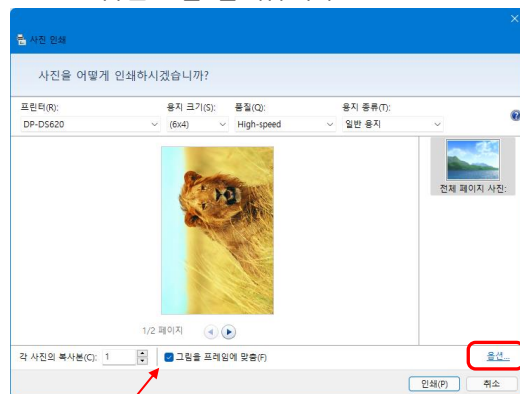 사진 인쇄
사진을 어떻게 인쇄하시겠습니까?
프린터(R): 용지 크기(S): 품질(Q): 용지 종류(T):
DP-DS620 (6x4) High-speed 일반 용지
전체 페이지 사진:
1/2 페이지
각 사진의 복사본(C): 1 그림을 프레임에 맞춤(F) 옵션...
인쇄(P) 취소